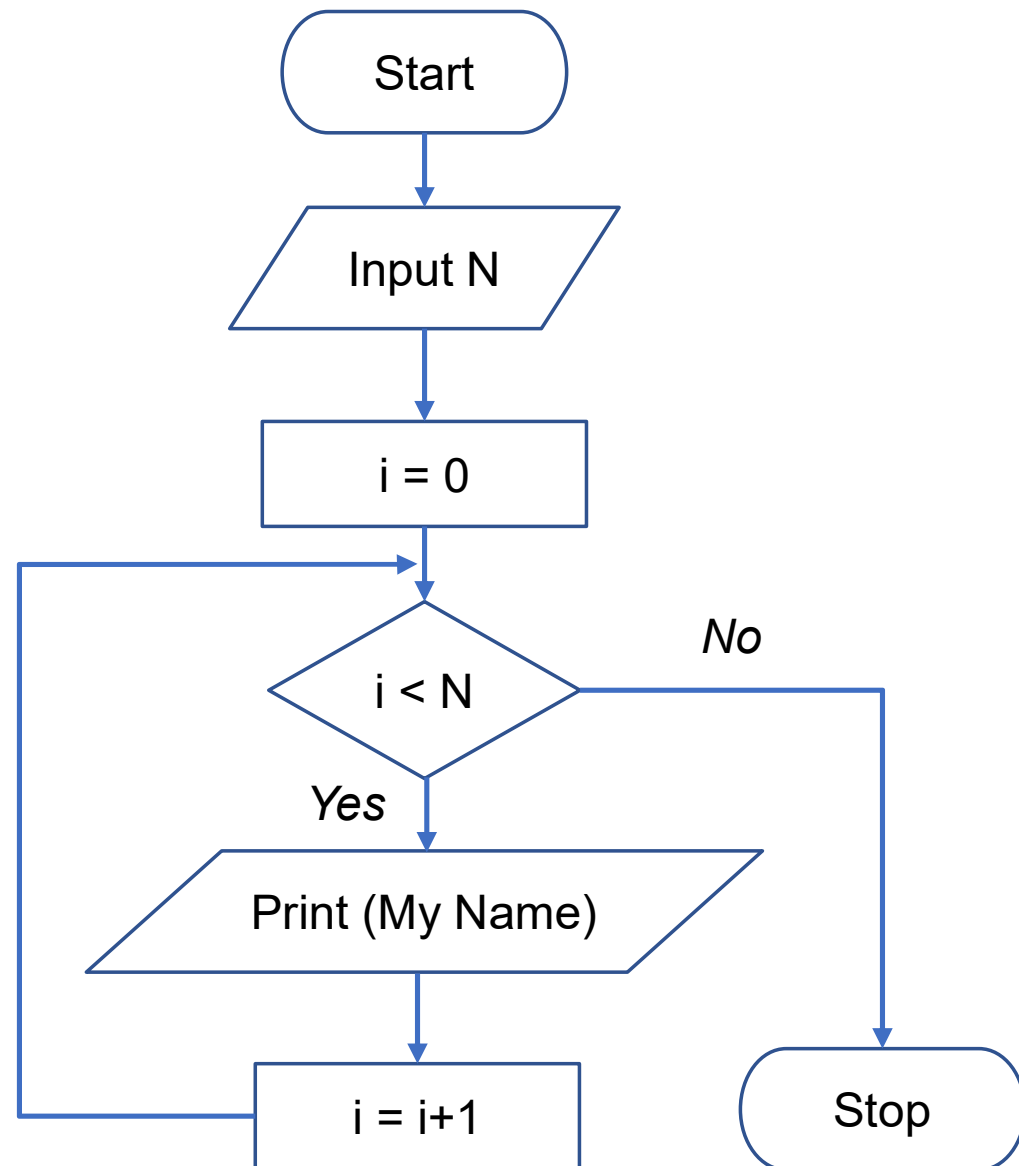 Start
Input N
i = 0
i < N
No
Yes
Print (My Name)
i = i+1
Stop